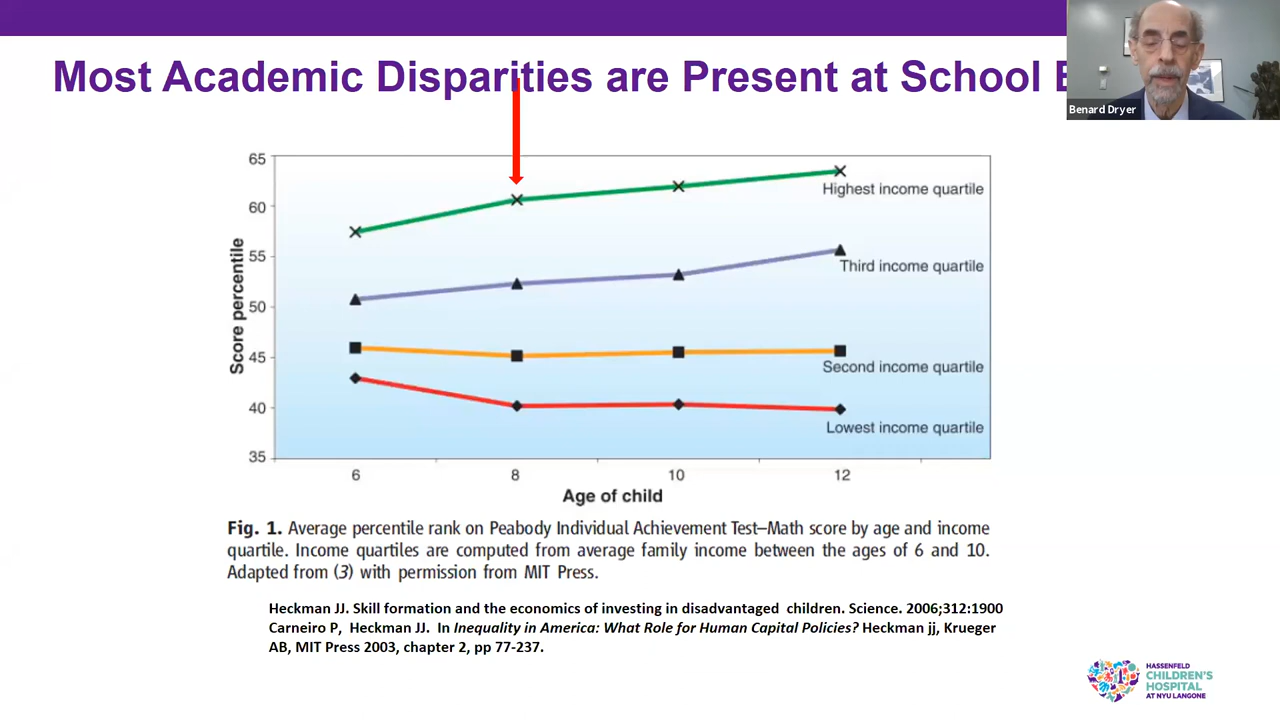 Most Academic Disparities are Present at School
Benard Dryer
65
60
55
50
45
40
35
Score percentile
Highest income quartile
Third income quartile
Second income quartile
Lowest income quartile
6 8 10 12
Age of child
Fig. 1. Average percentile rank on Peabody Individual Achievement Test–Math score by age and income
quartile. Income quartiles are computed from average family income between the ages of 6 and 10.
Adapted from (3) with permission from MIT Press.
Heckman JJ. Skill formation and the economics of investing in disadvantaged children. Science. 2006;312:1900
Carneiro P, Heckman JJ. In Inequality in America: What Role for Human Capital Policies? Heckman jj, Krueger
AB, MIT Press 2003, chapter 2, pp 77-237.
HASSENFELD
CHILDREN'S
HOSPITAL
AT NYU LANGONE